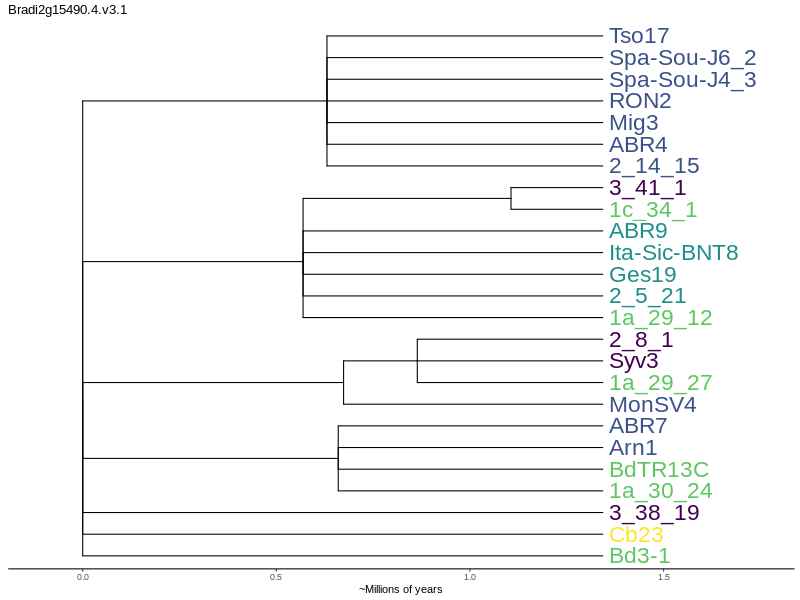 Bradi2g15490.4.v3.1
Tso17
Spa-Sou-J6_2
Spa-Sou-J4_3
RON2
Mig3
ABR4
2_14_15
3_41_1
1c_34_1
ABR9
Ita-Sic-BNT8
Ges19
2_5_21
1a_29_12
2_8_1
Syv3
1a_29_27
MonSV4
ABR7
Arn1
BdTR13C
1a_30_24
3_38_19
Cb23
Bd3-1
0.0 0.5 1.0 1.5
~Millions of years